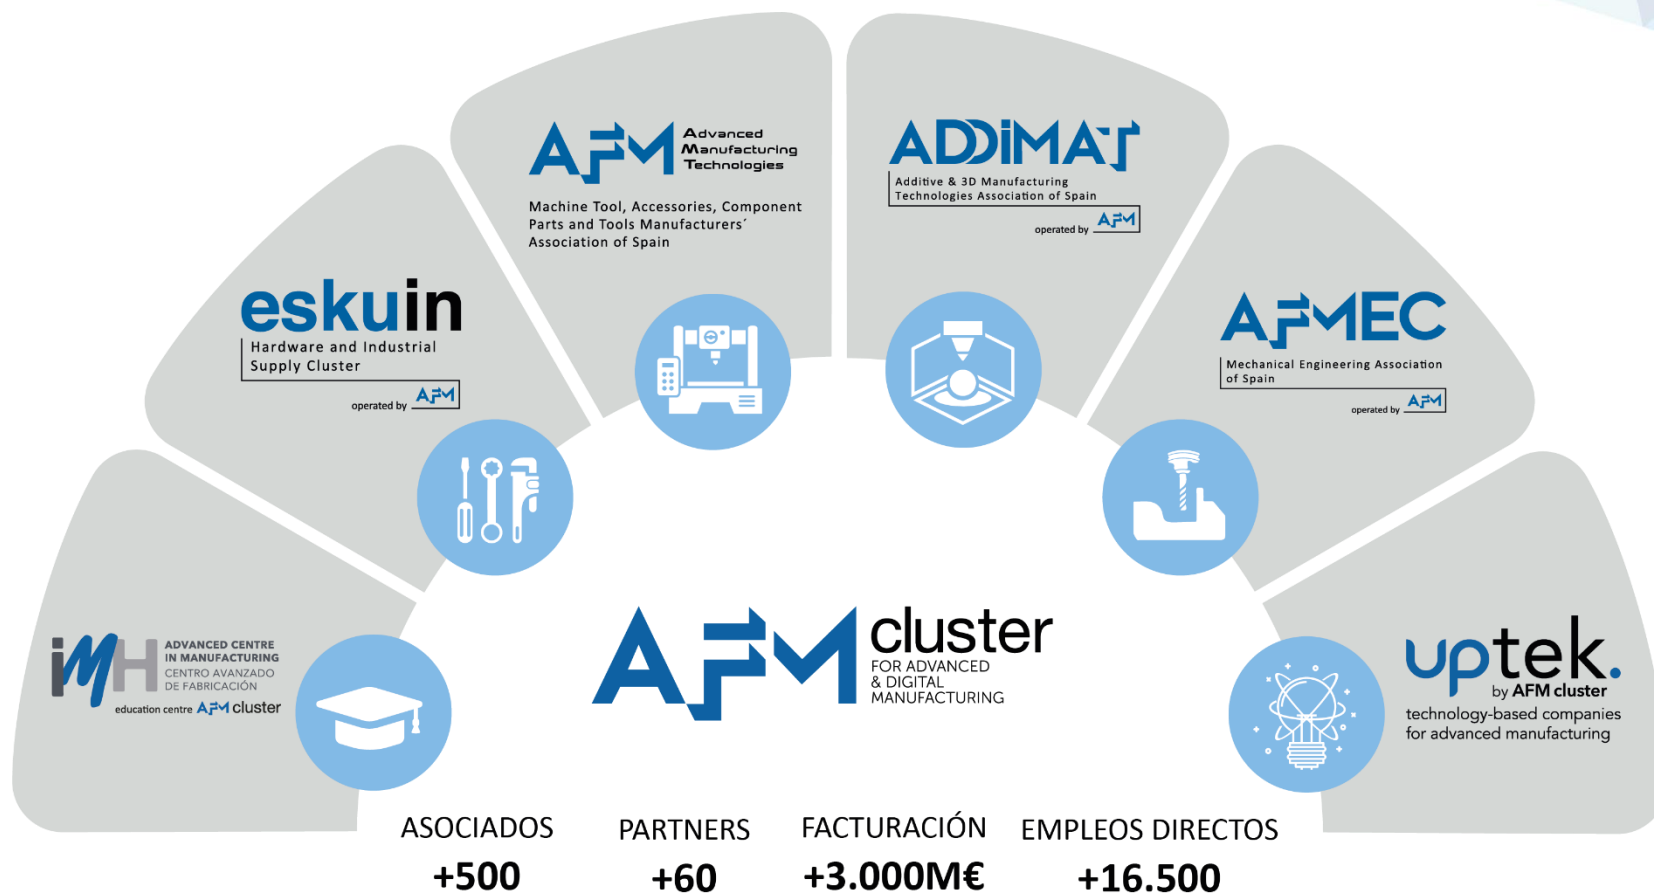 AFM Advanced
Manufacturing
Technologies
Machine Tool, Accessories, Component
Parts and Tools Manufacturers´
Association of Spain
ADDiMAT
Additive & 3D Manufacturing
Technologies Association of Spain
operated by AFM
eskuin
Hardware and Industrial
Supply Cluster
operated by AFM
AFMEC
Mechanical Engineering Association
of Spain
operated by AFM
iMH ADVANCED CENTRE
IN MANUFACTURING
CENTRO AVANZADO
DE FABRICACIÓN
education centre AFM cluster
AFM cluster
FOR ADVANCED
& DIGITAL
MANUFACTURING
uptek.
by AFM cluster
technology-based companies
for advanced manufacturing
ASOCIADOS PARTNERS FACTURACIÓN EMPLEOS DIRECTOS
+500 +60 +3.000M€ +16.500